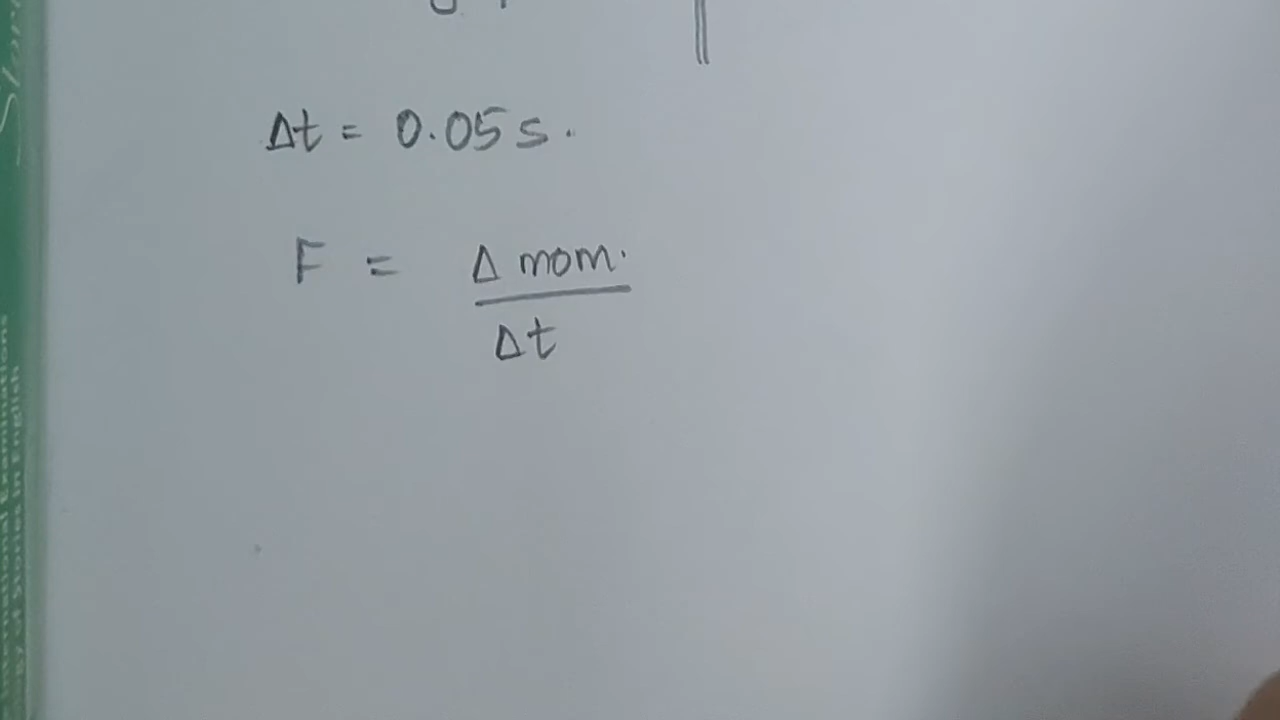 Δt = 0.05 s.
F = Δ mom. / Δt